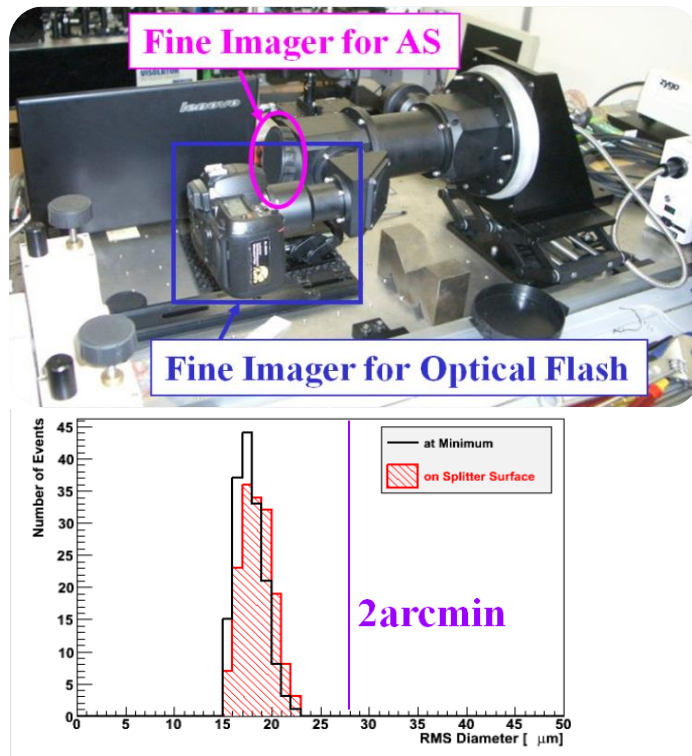 Fine Imager for AS
ISOLATOR
lenovo
zygo
Fine Imager for Optical Flash
Number of Events
45
40
35
30
25
20
15
10
5
0
at Minimum
on Splitter Surface
2arcmin
0 5 10 15 20 25 30 35 40 45 50
RMS Diameter [ μm]